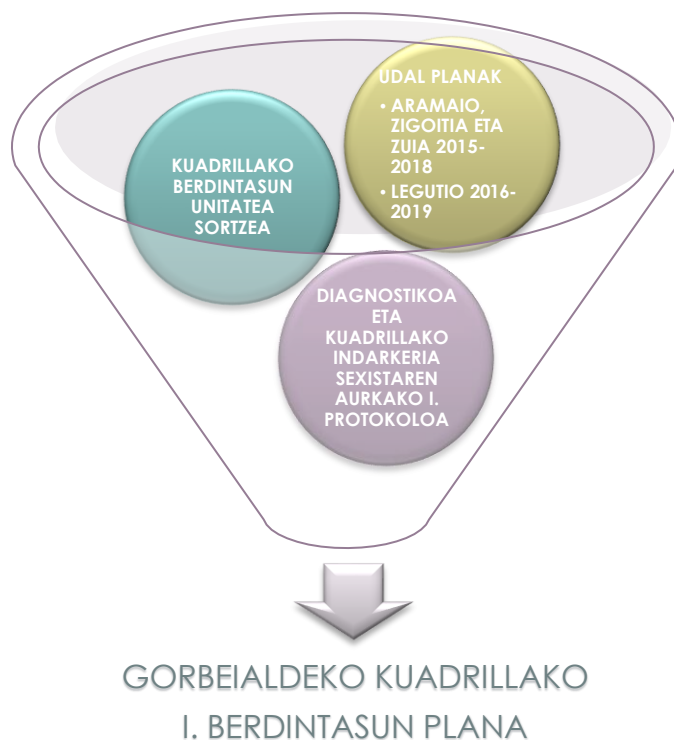 UDAL PLANAK
• ARAMAIO,
ZIGOITIA ETA
ZUIA 2015-
2018
• LEGUTIO 2016-
2019
KUADRILLAKO
BERDINTASUN
UNITATEA
SORTZEA
DIAGNOSTIKOA
ETA
KUADRILLAKO
INDARKERIA
SEXISTAREN
AURKAKO I.
PROTOKOLOA
GORBEIALDEKO KUADRILLAKO
I. BERDINTASUN PLANA